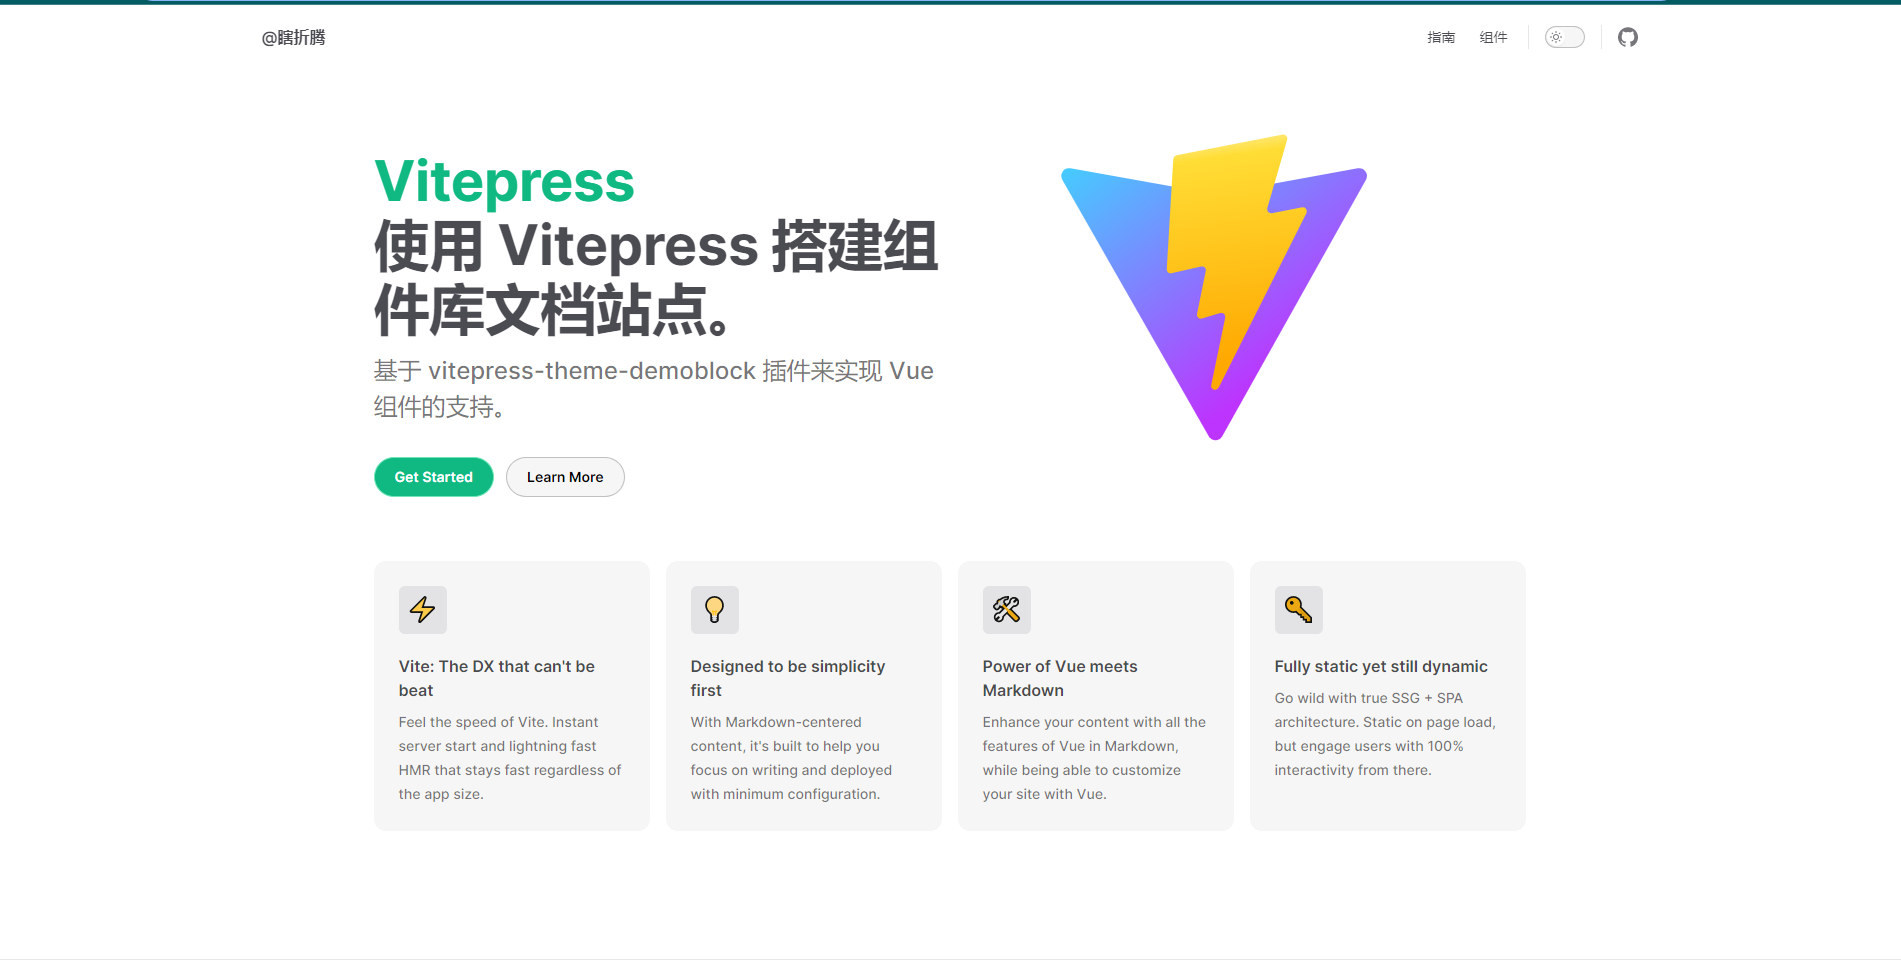 @瞎折腾
指南
组件
Vitepress
使用 Vitepress 搭建组
件库文档站点。
基于 vitepress-theme-demoblock 插件来实现 Vue
组件的支持。
Get Started
Learn More
Vite: The DX that can't be
beat
Feel the speed of Vite. Instant
server start and lightning fast
HMR that stays fast regardless of
the app size.
Designed to be simplicity
first
With Markdown-centered
content, it's built to help you
focus on writing and deployed
with minimum configuration.
Power of Vue meets
Markdown
Enhance your content with all the
features of Vue in Markdown,
while being able to customize
your site with Vue.
Fully static yet still dynamic
Go wild with true SSG + SPA
architecture. Static on page load,
but engage users with 100%
interactivity from there.